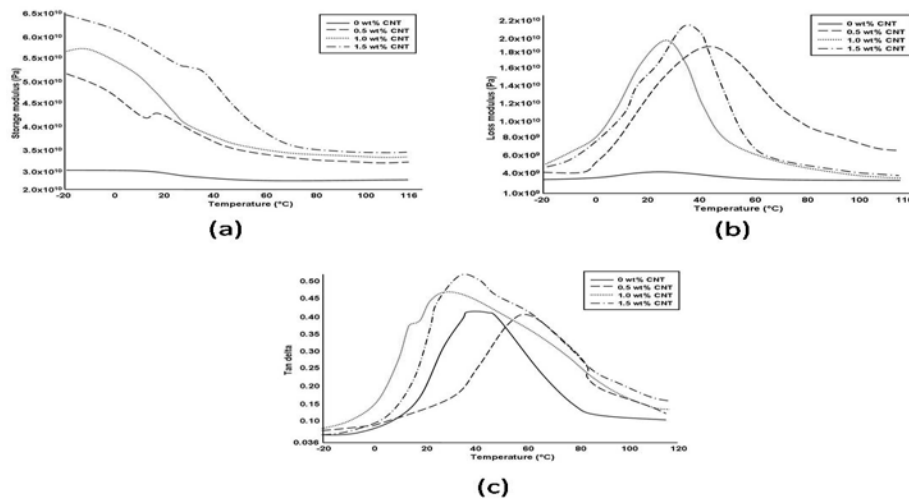 6.5x10¹⁰
6.0x10¹⁰
5.5x10¹⁰
5.0x10¹⁰
4.5x10¹⁰
4.0x10¹⁰
3.5x10¹⁰
3.0x10¹⁰
2.0x10¹⁰
Storage modulus (Pa)
0 wt% CNT
0.5 wt% CNT
1.0 wt% CNT
1.5 wt% CNT
-20 0 20 40 60 80 100 116
Temperature (ºC)
(a)
2.2x10¹⁰
2.0x10¹⁰
1.8x10¹⁰
1.6x10¹⁰
1.4x10¹⁰
1.2x10¹⁰
8.0x10⁹
6.0x10⁹
4.0x10⁹
1.0x10⁹
Loss modulus (Pa)
0 wt% CNT
0.5 wt% CNT
1.0 wt% CNT
1.5 wt% CNT
-20 0 20 40 60 80 100 116
Temperature (ºC)
(b)
0.50
0.45
0.40
0.35
0.30
0.25
0.20
0.15
0.10
0.036
Tan delta
0 wt% CNT
0.5 wt% CNT
1.0 wt% CNT
1.5 wt% CNT
-20 0 20 40 60 80 100 120
Temperature (ºC)
(c)